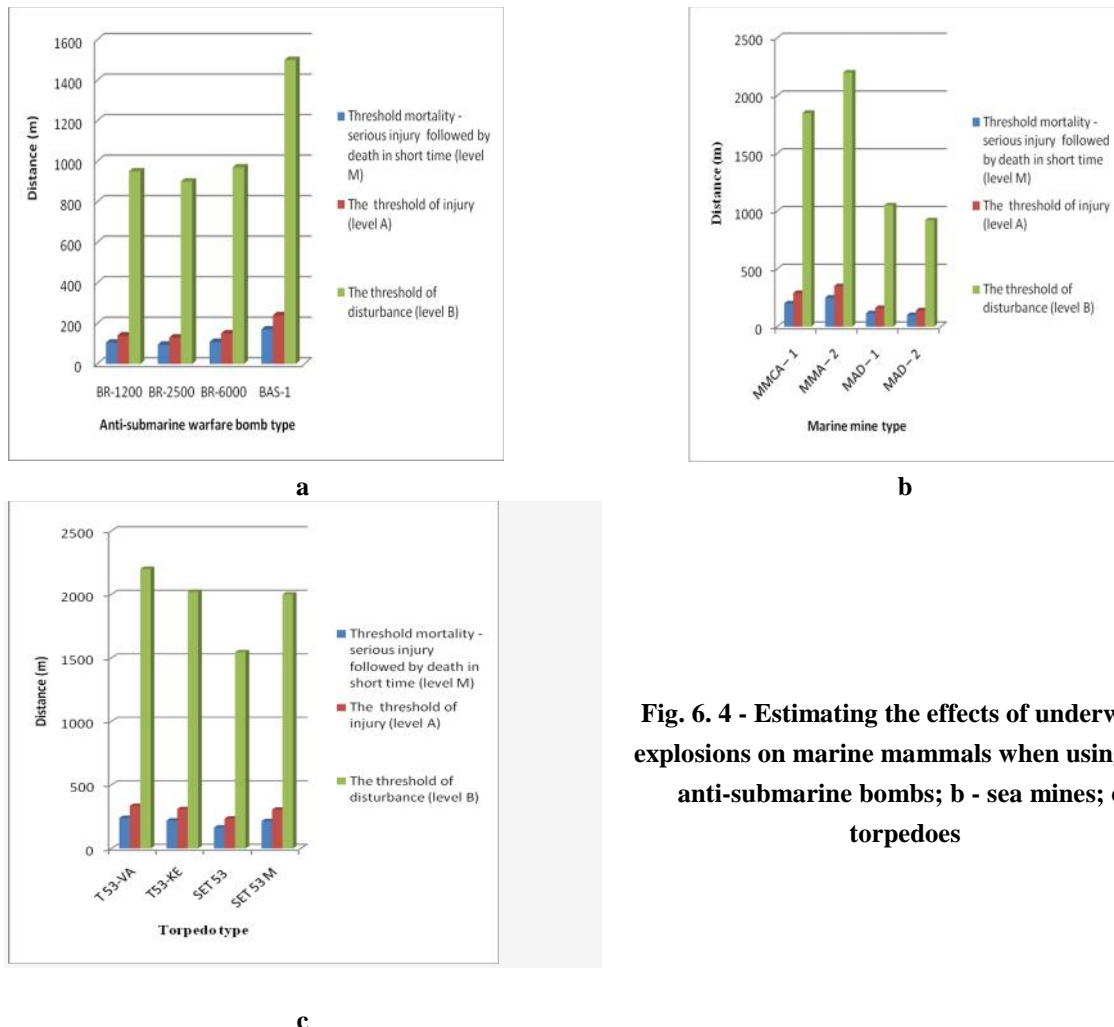 1600
1400
1200
1000
800
600
400
200
0
Distance (m)
BR-1200 BR-2500 BR-6000 BAS-1
Anti-submarine warfare bomb type
Threshold mortality -
serious injury followed by
death in short time (level
M)
The threshold of injury
(level A)
The threshold of
disturbance (level B)
a
2500
2000
1500
1000
500
0
Distance (m)
MMCA – 1
MMA – 2
MAD – 1
MAD – 2
Marine mine type
Threshold mortality -
serious injury followed
by death in short time
(level M)
The threshold of injury
(level A)
The threshold of
disturbance (level B)
b
2500
2000
1500
1000
500
0
Distance (m)
T 53-VA
T53-KE
SET 53
SET 53 M
Torpedo type
Threshold mortality -
serious injury
followed by death in
short time (level M)
The threshold of
injury (level A)
The threshold of
disturbance (level B)
c
Fig. 6. 4 - Estimating the effects of
explosions on marine mammals when
anti-submarine bombs; b - sea mines;
torpedoes